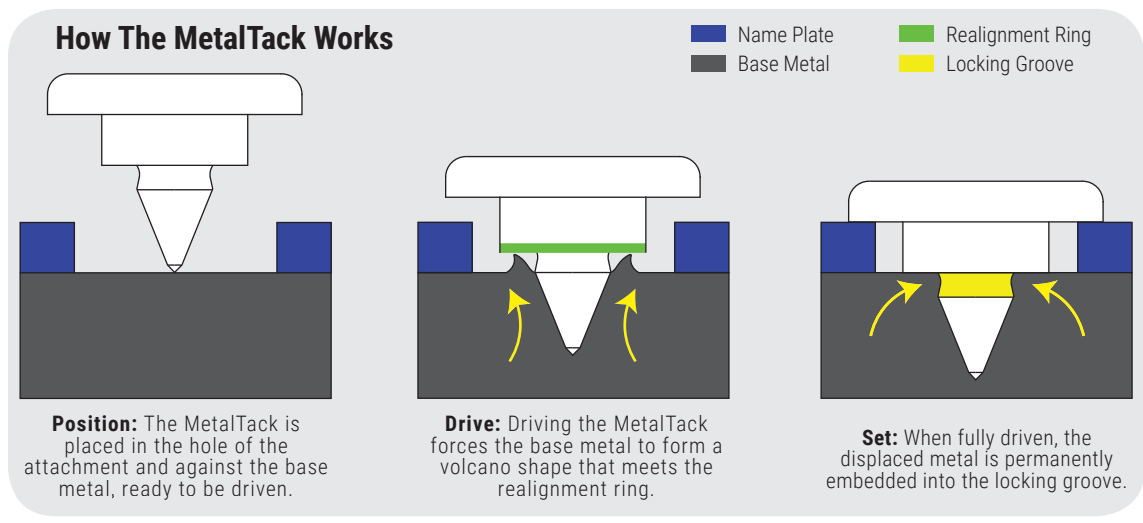 How The MetalTack Works
Name Plate
Base Metal
Realignment Ring
Locking Groove
Position: The MetalTack is
placed in the hole of the
attachment and against the base
metal, ready to be driven.
Drive: Driving the MetalTack
forces the base metal to form a
volcano shape that meets the
realignment ring.
Set: When fully driven, the
displaced metal is permanently
embedded into the locking groove.